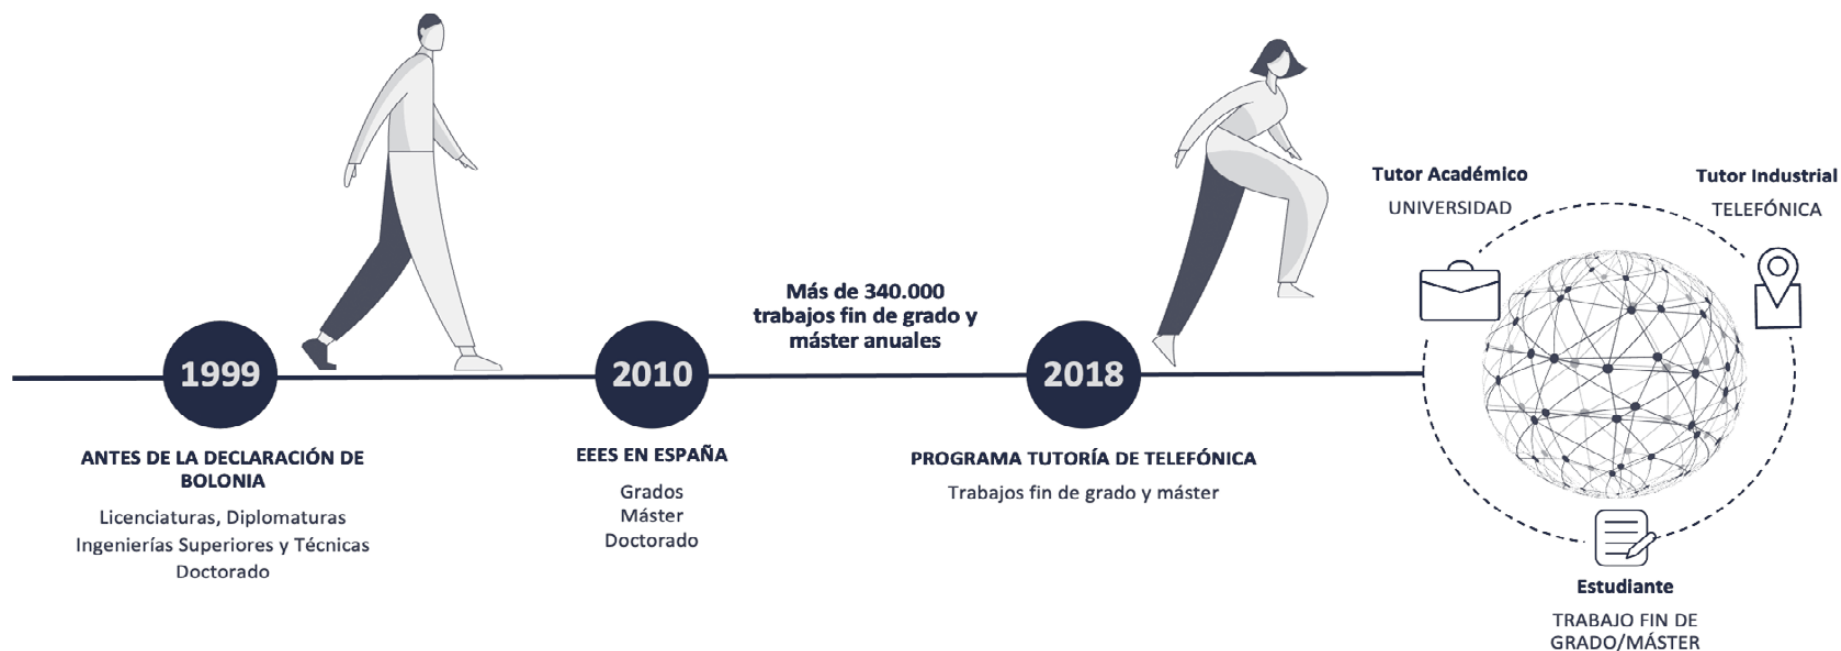 1999
ANTES DE LA DECLARACIÓN DE
BOLONIA
Licenciaturas, Diplomaturas
Ingenierías Superiores y Técnicas
Doctorado
2010
EEES EN ESPAÑA
Grados
Máster
Doctorado
Más de 340.000
trabajos fin de grado y
máster anuales
2018
PROGRAMA TUTORÍA DE TELEFÓNICA
Trabajos fin de grado y máster
Tutor Académico
UNIVERSIDAD
Tutor Industrial
TELEFÓNICA
Estudiante
TRABAJO FIN DE
GRADO/MÁSTER